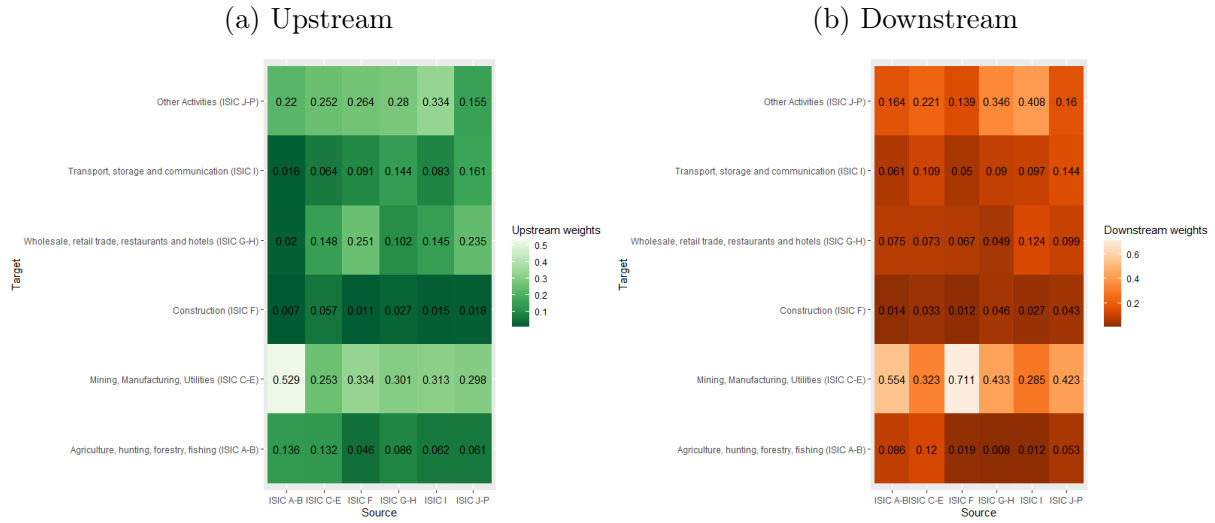 (a) Upstream
Other Activities (ISIC J-P)
0.22 0.252 0.264 0.28 0.334 0.155
Transport, storage and communication (ISIC I)
0.016 0.064 0.091 0.144 0.083 0.161
Wholesale, retail trade, restaurants and hotels (ISIC G-H)
0.02 0.148 0.251 0.102 0.145 0.235
Construction (ISIC F)
0.007 0.057 0.011 0.027 0.015 0.018
Mining, Manufacturing, Utilities (ISIC C-E)
0.529 0.253 0.334 0.301 0.313 0.298
Agriculture, hunting, forestry, fishing (ISIC A-B)
0.136 0.132 0.046 0.086 0.062 0.061
ISIC A-B ISIC C-E ISIC F ISIC G-H ISIC I ISIC J-P
Source
Target
Upstream weights
0.5
0.4
0.3
0.2
0.1
(b) Downstream
Other Activities (ISIC J-P)
0.164 0.221 0.139 0.346 0.408 0.16
Transport, storage and communication (ISIC I)
0.061 0.109 0.05 0.09 0.097 0.144
Wholesale, retail trade, restaurants and hotels (ISIC G-H)
0.075 0.073 0.067 0.049 0.124 0.099
Construction (ISIC F)
0.014 0.033 0.012 0.046 0.027 0.043
Mining, Manufacturing, Utilities (ISIC C-E)
0.554 0.323 0.711 0.433 0.285 0.423
Agriculture, hunting, forestry, fishing (ISIC A-B)
0.086 0.12 0.019 0.008 0.012 0.053
ISIC A-B ISIC C-E ISIC F ISIC G-H ISIC I ISIC J-P
Source
Target
Downstream weights
0.6
0.4
0.2